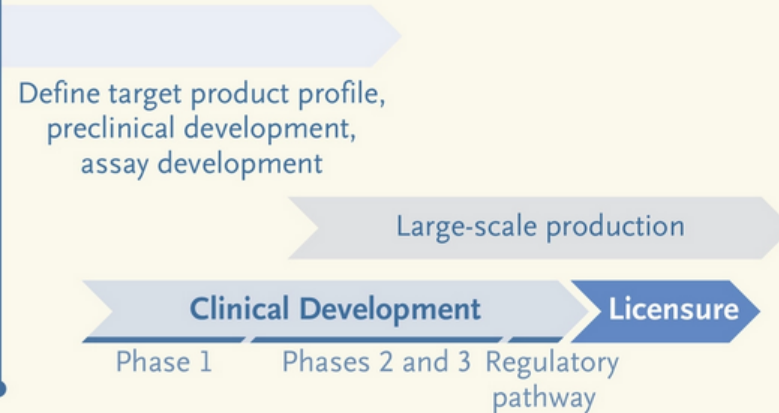 Define target product profile,
preclinical development,
assay development
Large-scale production
Clinical Development
Licensure
Phase 1
Phases 2 and 3
Regulatory
pathway